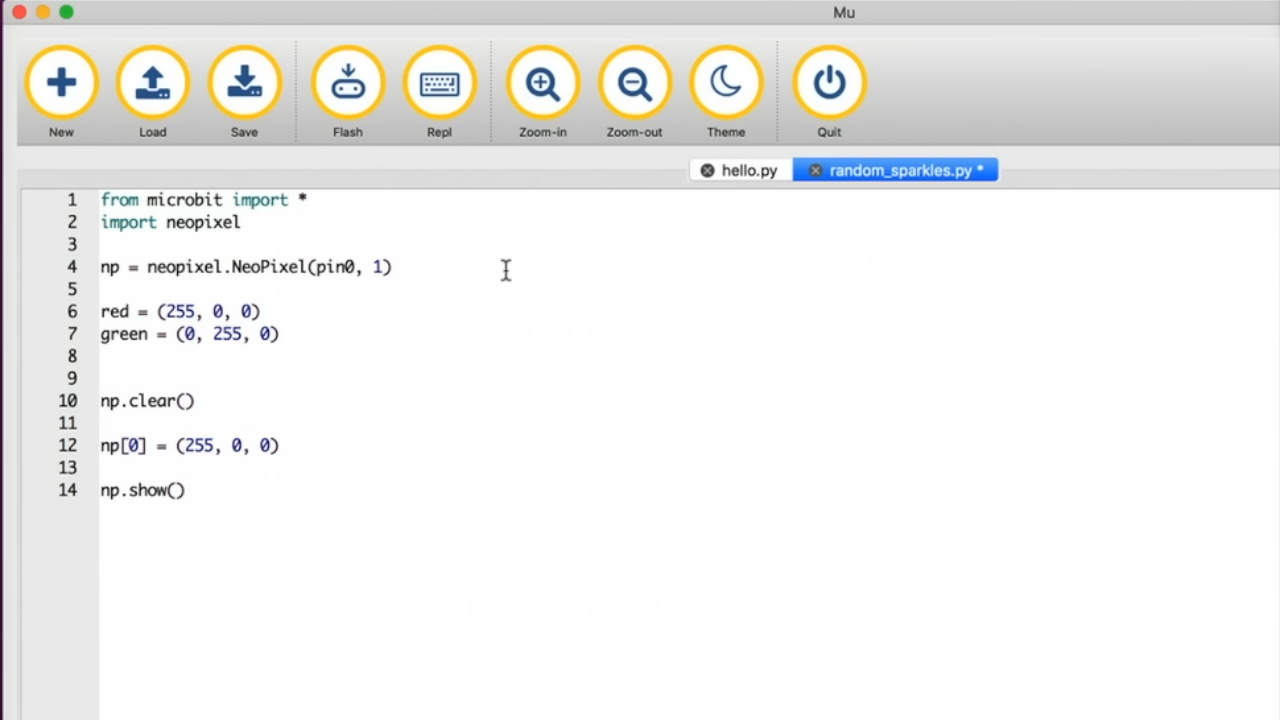 Mu
New
Load
Save
Flash
Repl
Zoom-in
Zoom-out
Theme
Quit
hello.py
random_sparkles.py *
1 from microbit import *
2 import neopixel
3
4 np = neopixel.NeoPixel(pin0, 1)
5
6 red = (255, 0, 0)
7 green = (0, 255, 0)
8
9
10 np.clear()
11
12 np[0] = (255, 0, 0)
13
14 np.show()